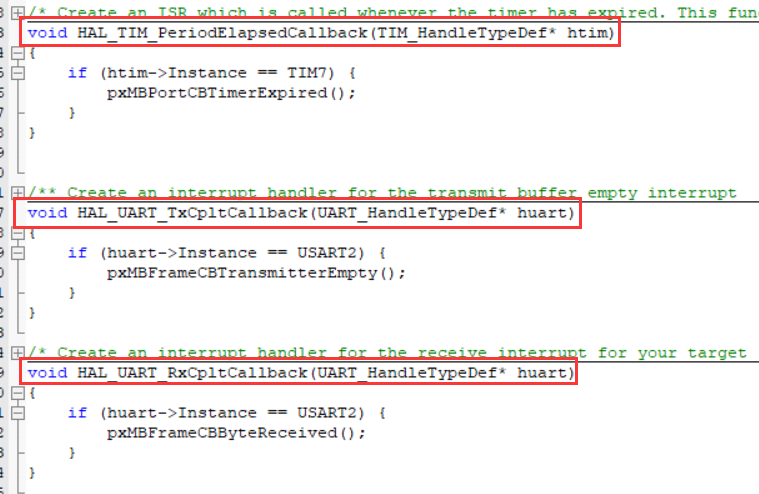 /* Create an ISR which is called whenever the timer has expired. This fun
void HAL_TIM_PeriodElapsedCallback(TIM_HandleTypeDef* htim)
{
if (htim->Instance == TIM7) {
pxMBPortCBTimerExpired();
}
}
/** Create an interrupt handler for the transmit buffer empty interrupt
void HAL_UART_TxCpltCallback(UART_HandleTypeDef* huart)
{
if (huart->Instance == USART2) {
pxMBFrameCBTransmitterEmpty();
}
}
/* Create an interrupt handler for the receive interrupt for your target
void HAL_UART_RxCpltCallback(UART_HandleTypeDef* huart)
{
if (huart->Instance == USART2) {
pxMBFrameCBByteReceived();
}
}